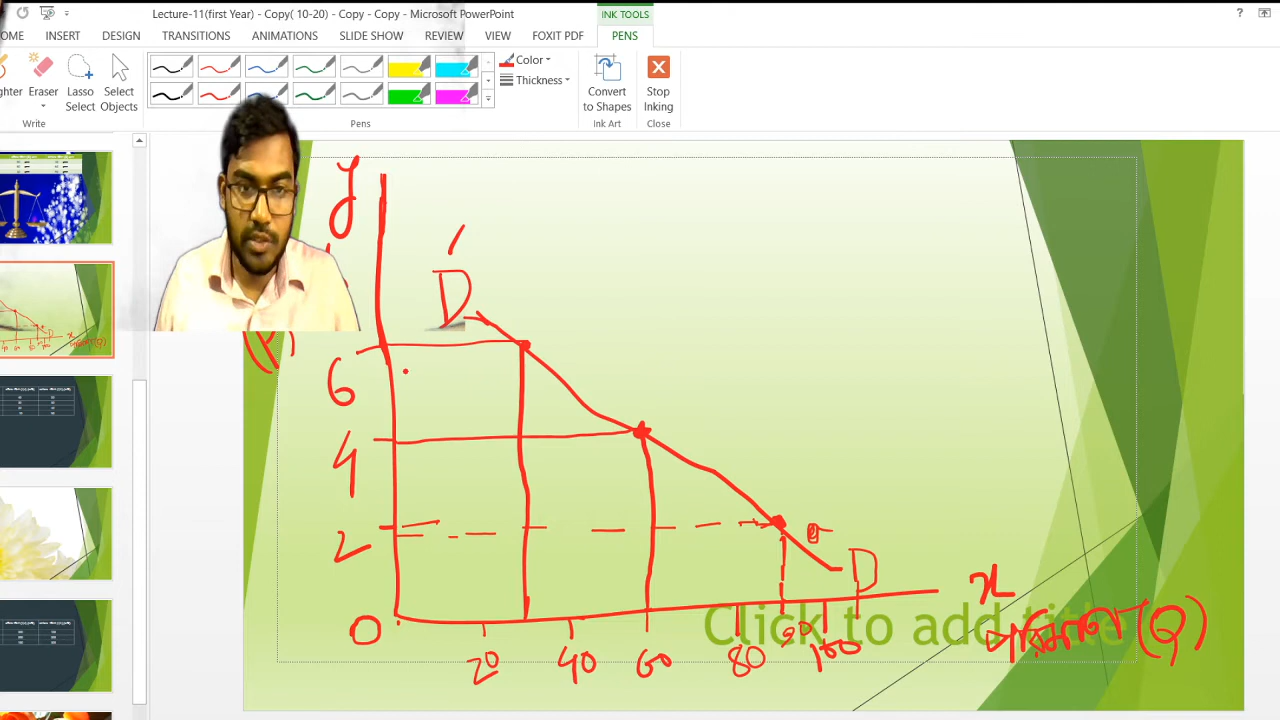 Lecture-11(first Year) - Copy( 10-20) - Copy - Copy - Microsoft PowerPoint
INK TOOLS
OME INSERT DESIGN TRANSITIONS ANIMATIONS SLIDE SHOW REVIEW VIEW FOXIT PDF PENS
ghter Eraser Lasso Select Select Objects
Color
Thickness
Convert to Shapes
Stop Inking
Write Pens Ink Art Close
y
D
(P)
6
4
2
e
D
x
O
Click to add title
(Q)
20 40 60 80 90 100